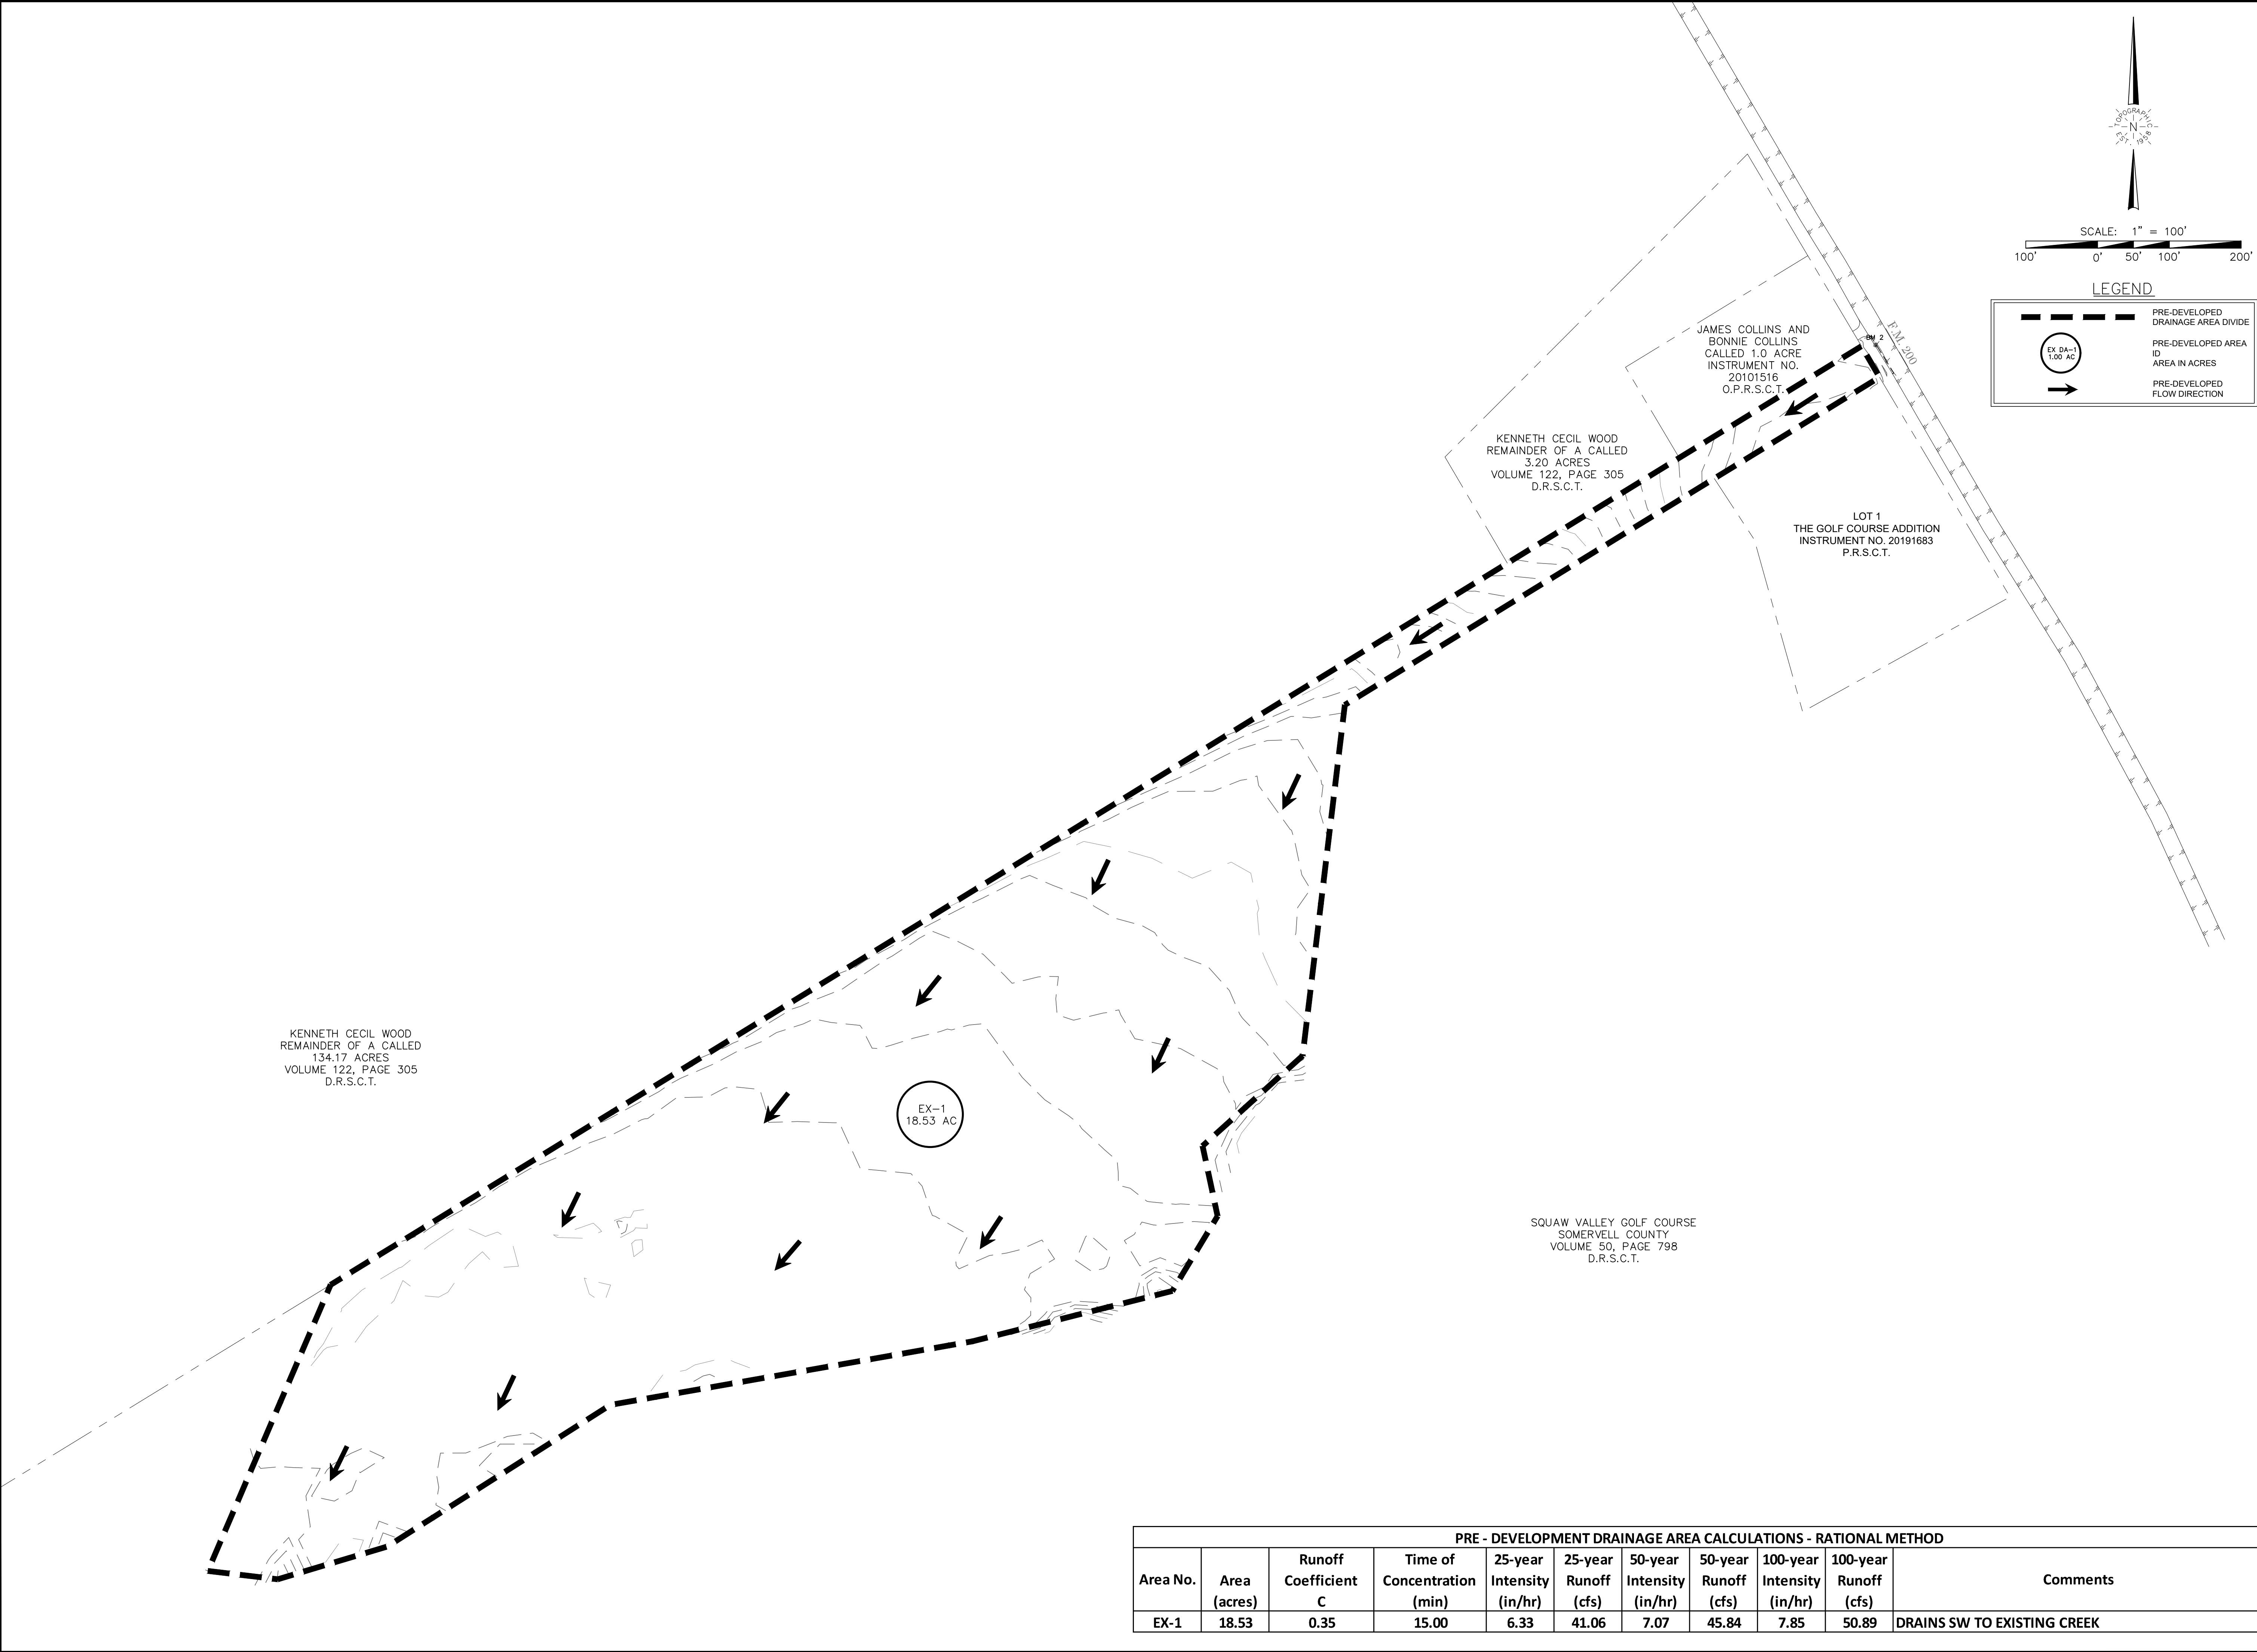 TOPOGRAPHIC
N
EST. 1958
SCALE: 1" = 100'
100' 0' 50' 100' 200'
LEGEND
PRE-DEVELOPED
DRAINAGE AREA DIVIDE
EX DA-1
1.00 AC
PRE-DEVELOPED AREA
ID
AREA IN ACRES
PRE-DEVELOPED
FLOW DIRECTION
BM 2
F.M. 200
JAMES COLLINS AND
BONNIE COLLINS
CALLED 1.0 ACRE
INSTRUMENT NO.
20101516
O.P.R.S.C.T.
KENNETH CECIL WOOD
REMAINDER OF A CALLED
3.20 ACRES
VOLUME 122, PAGE 305
D.R.S.C.T.
LOT 1
THE GOLF COURSE ADDITION
INSTRUMENT NO. 20191683
P.R.S.C.T.
KENNETH CECIL WOOD
REMAINDER OF A CALLED
134.17 ACRES
VOLUME 122, PAGE 305
D.R.S.C.T.
EX-1
18.53 AC
SQUAW VALLEY GOLF COURSE
SOMERVELL COUNTY
VOLUME 50, PAGE 798
D.R.S.C.T.
PRE - DEVELOPMENT DRAINAGE AREA CALCULATIONS - RATIONAL METHOD
Area No. Area (acres) Runoff Coefficient C Time of Concentration (min) 25-year Intensity (in/hr) 25-year Runoff (cfs) 50-year Intensity (in/hr) 50-year Runoff (cfs) 100-year Intensity (in/hr) 100-year Runoff (cfs) Comments
EX-1 18.53 0.35 15.00 6.33 41.06 7.07 45.84 7.85 50.89 DRAINS SW TO EXISTING CREEK